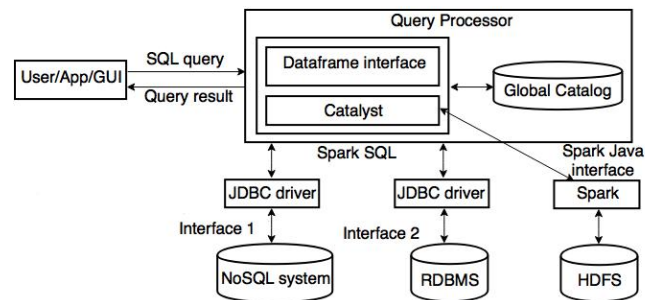 Query Processor
SQL query
User/App/GUI
Query result
Dataframe interface
Catalyst
Global Catalog
Spark SQL
Spark Java
interface
JDBC driver
JDBC driver
Spark
Interface 1
Interface 2
NoSQL system
RDBMS
HDFS